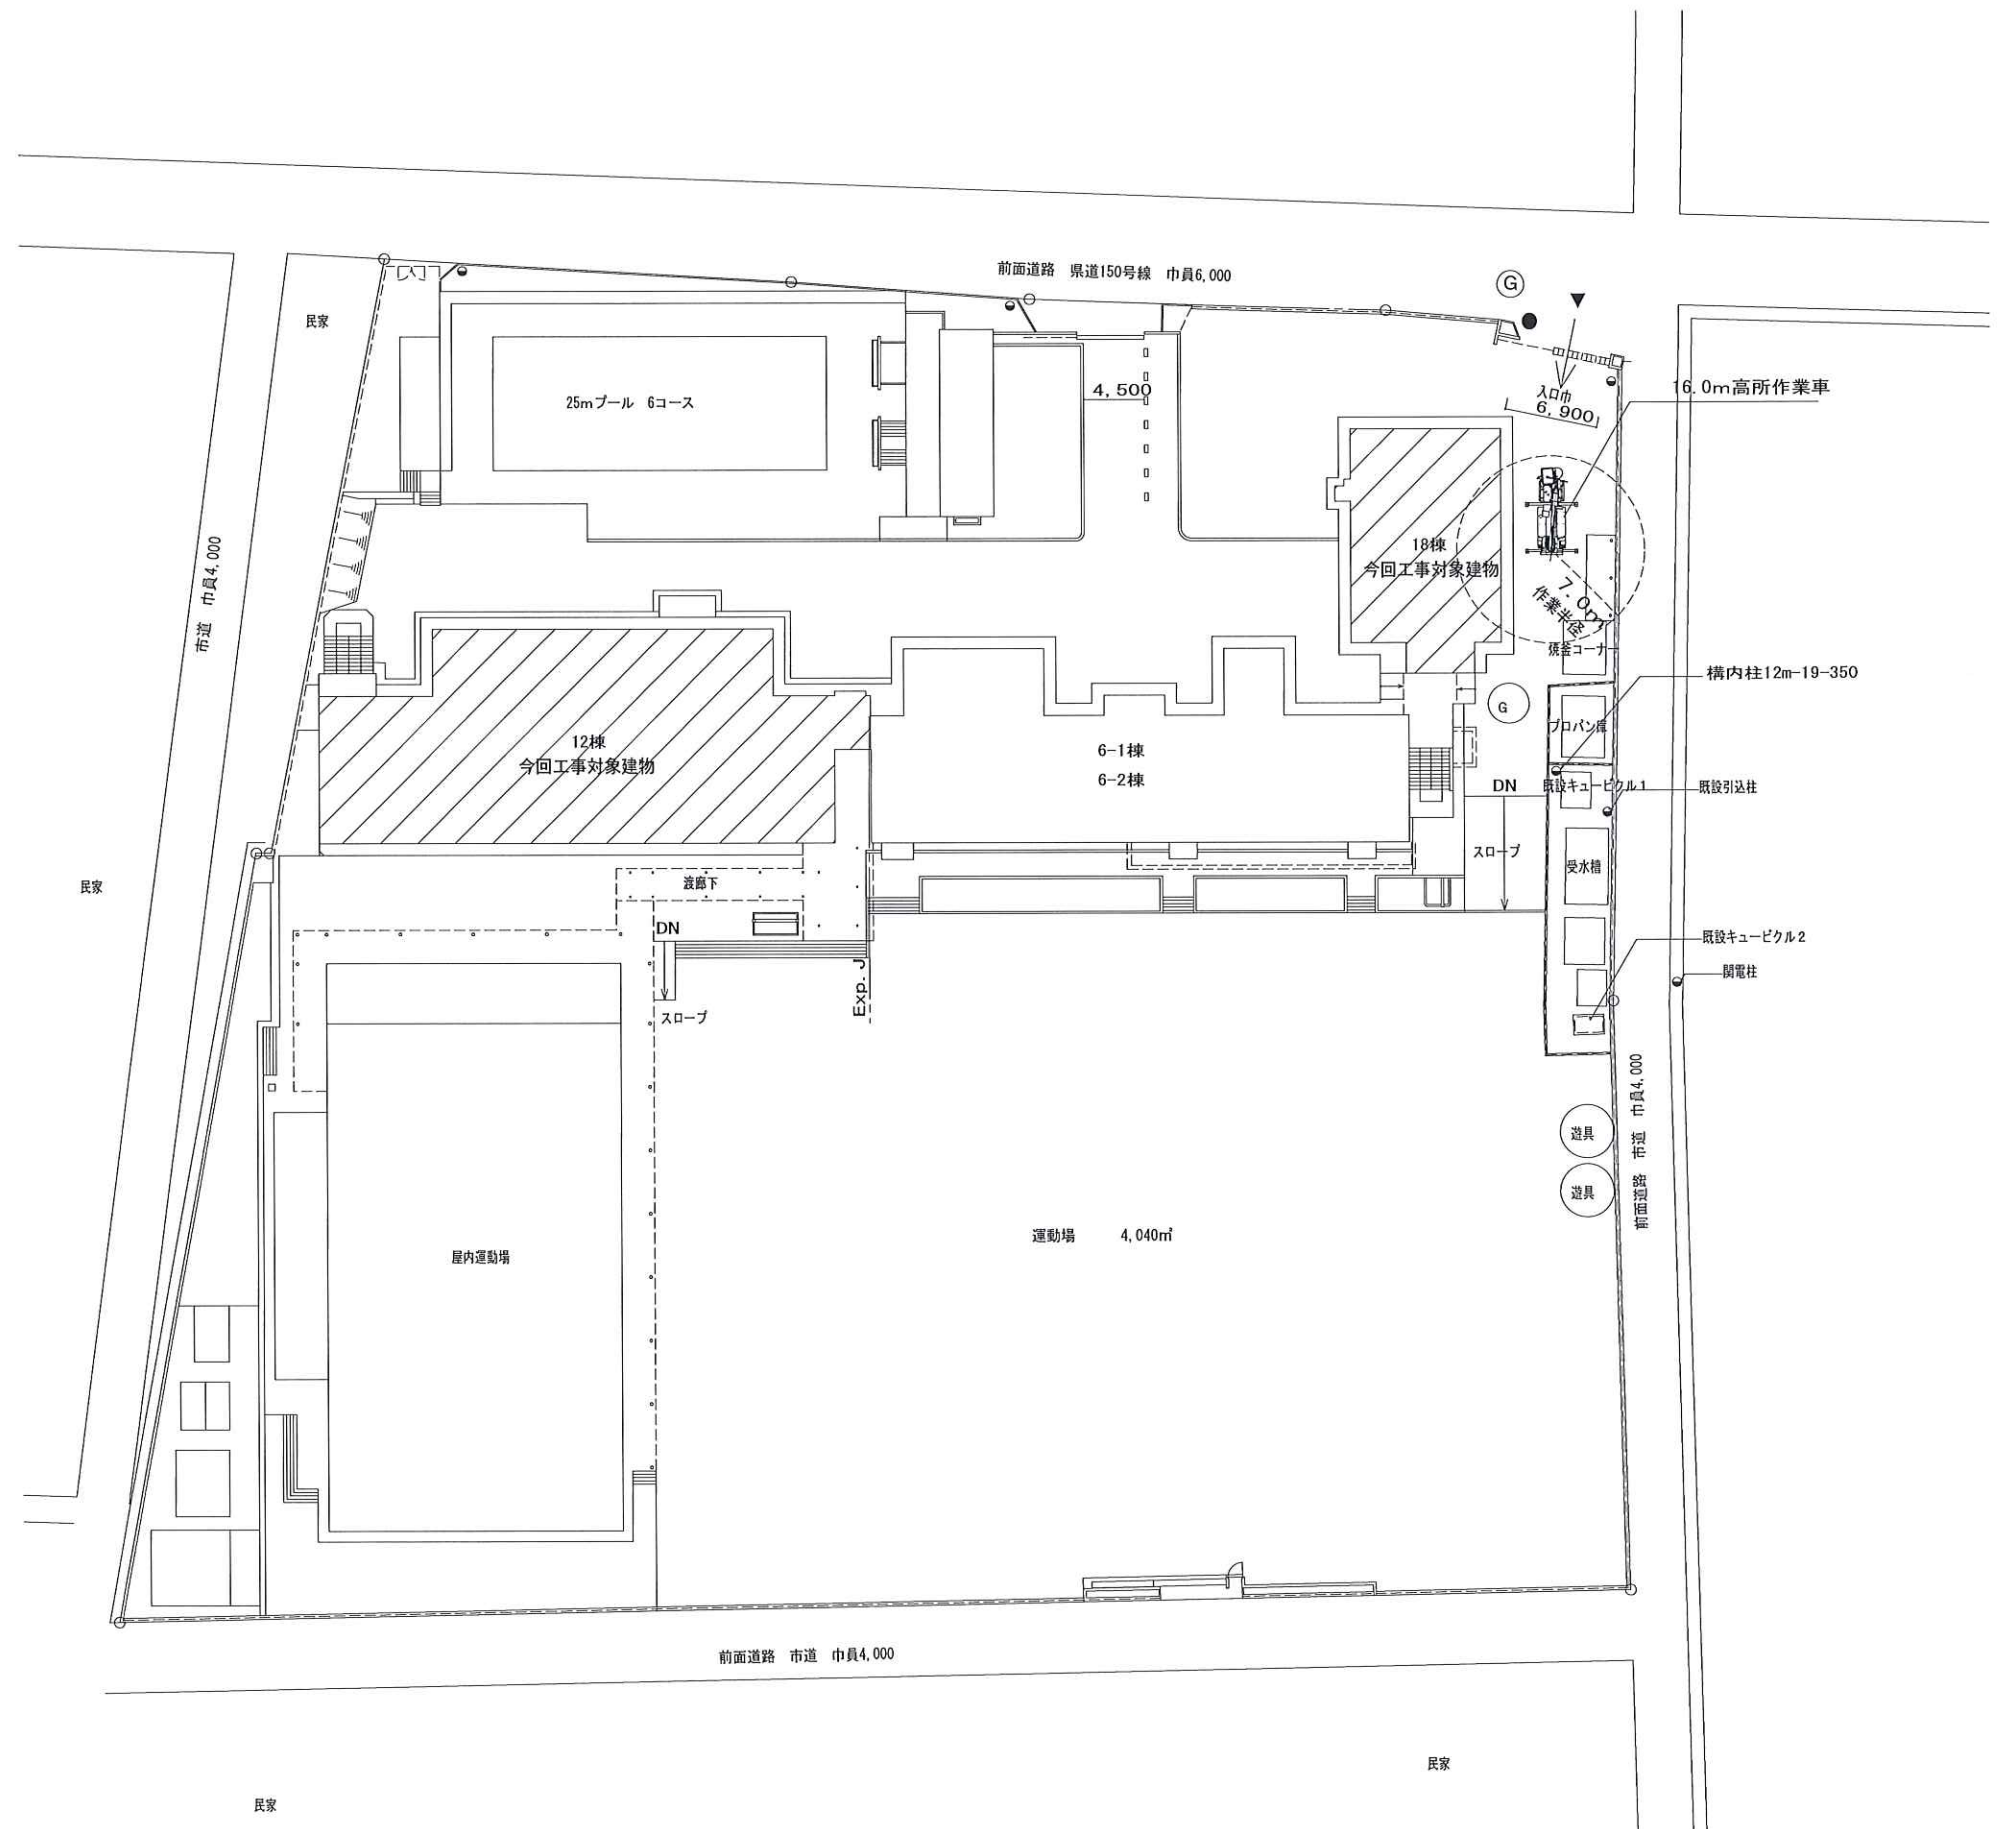 前面道路　県道150号線　巾員6,000
G
民家
25mプール　6コース
4,500
入口巾
6,900
16.0m高所作業車
市道　巾員4,000
18棟
今回工事対象建物
7.0m
作業半径
焼釜コーナー
構内柱12m-19-350
G
プロパン庫
12棟
今回工事対象建物
6-1棟
6-2棟
DN
既設キュービクル1
既設引込柱
スロープ
受水槽
民家
渡廊下
DN
既設キュービクル2
関電柱
Exp. J
スロープ
前面道路　市道　巾員4,000
遊具
遊具
屋内運動場
運動場　4,040㎡
前面道路　市道　巾員4,000
民家
民家